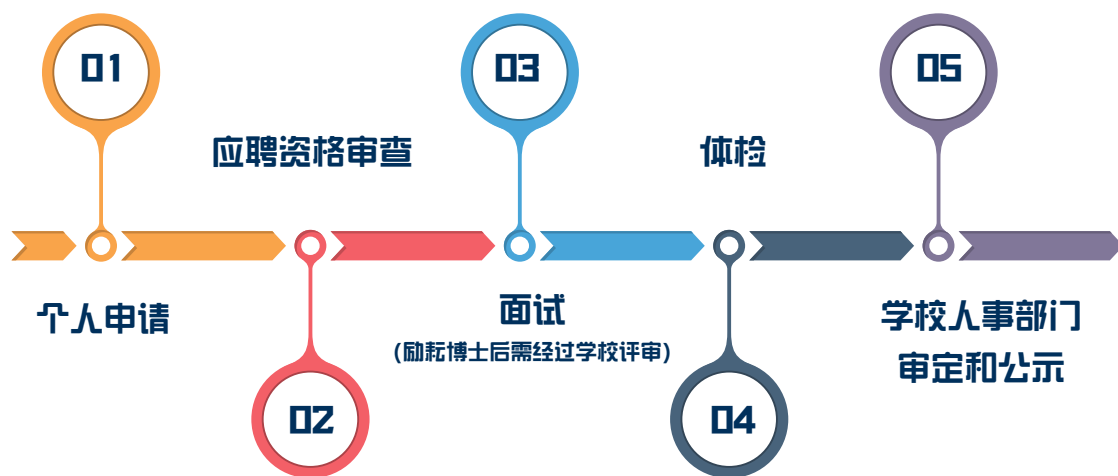 01
个人申请
02
应聘资格审查
03
面试
(励耘博士后需经过学校评审)
04
体检
05
学校人事部门
审定和公示